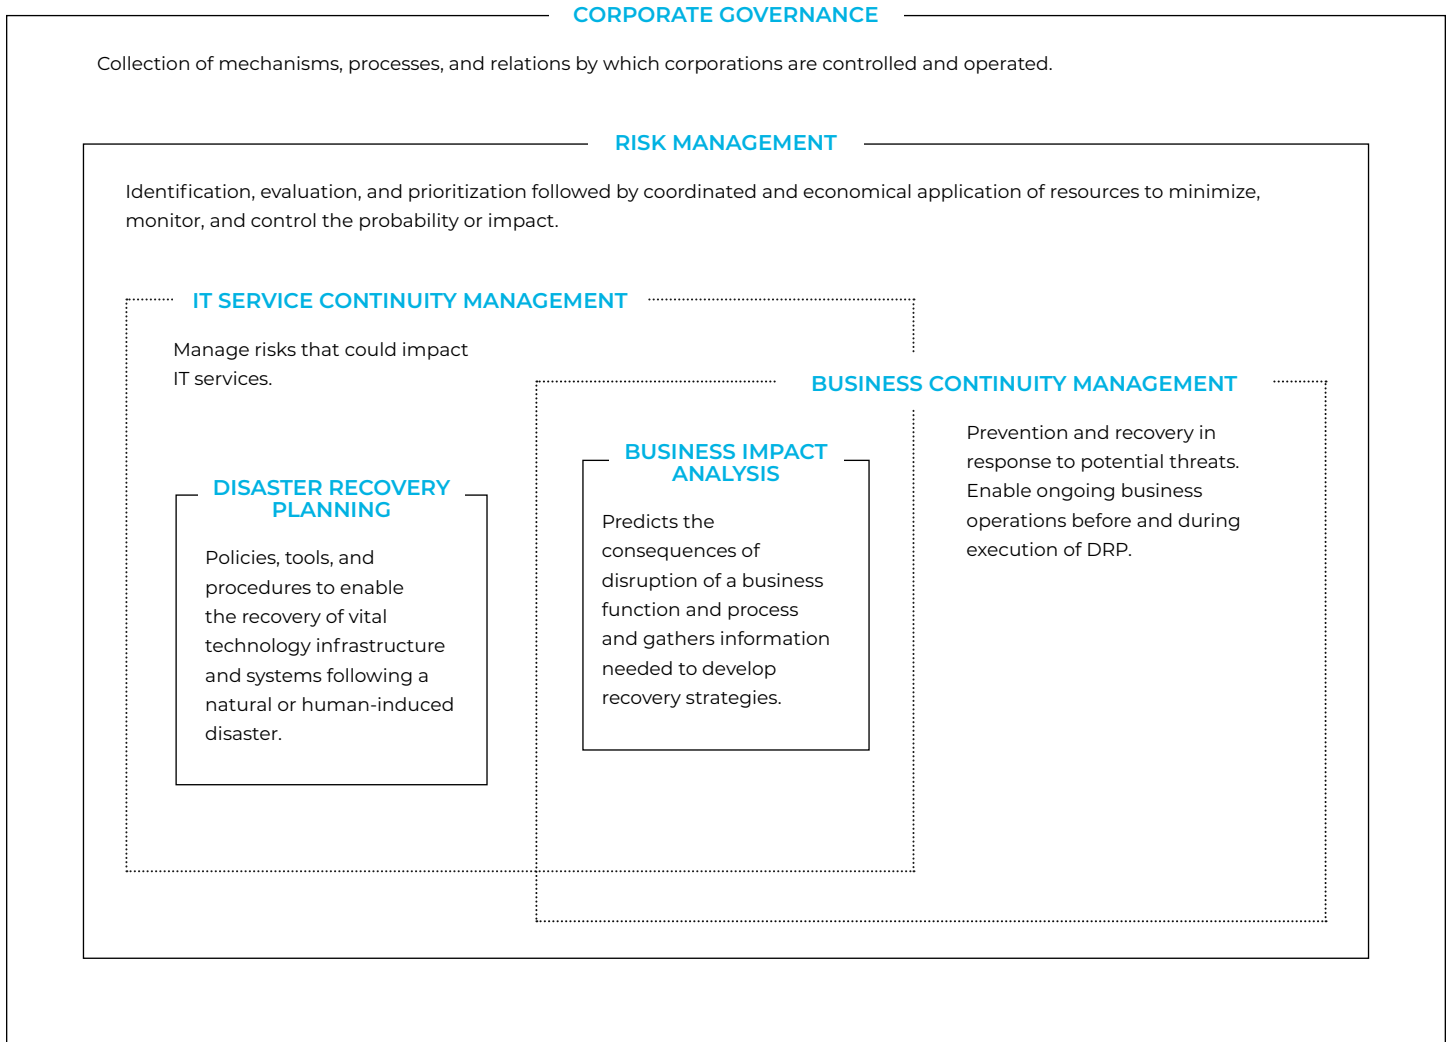 CORPORATE GOVERNANCE
Collection of mechanisms, processes, and relations by which corporations are controlled and operated.
RISK MANAGEMENT
Identification, evaluation, and prioritization followed by coordinated and economical application of resources to minimize,
monitor, and control the probability or impact.
IT SERVICE CONTINUITY MANAGEMENT
Manage risks that could impact
IT services.
DISASTER RECOVERY
PLANNING
Policies, tools, and
procedures to enable
the recovery of vital
technology infrastructure
and systems following a
natural or human-induced
disaster.
BUSINESS IMPACT
ANALYSIS
Predicts the
consequences of
disruption of a business
function and process
and gathers information
needed to develop
recovery strategies.
BUSINESS CONTINUITY MANAGEMENT
Prevention and recovery in
response to potential threats.
Enable ongoing business
operations before and during
execution of DRP.